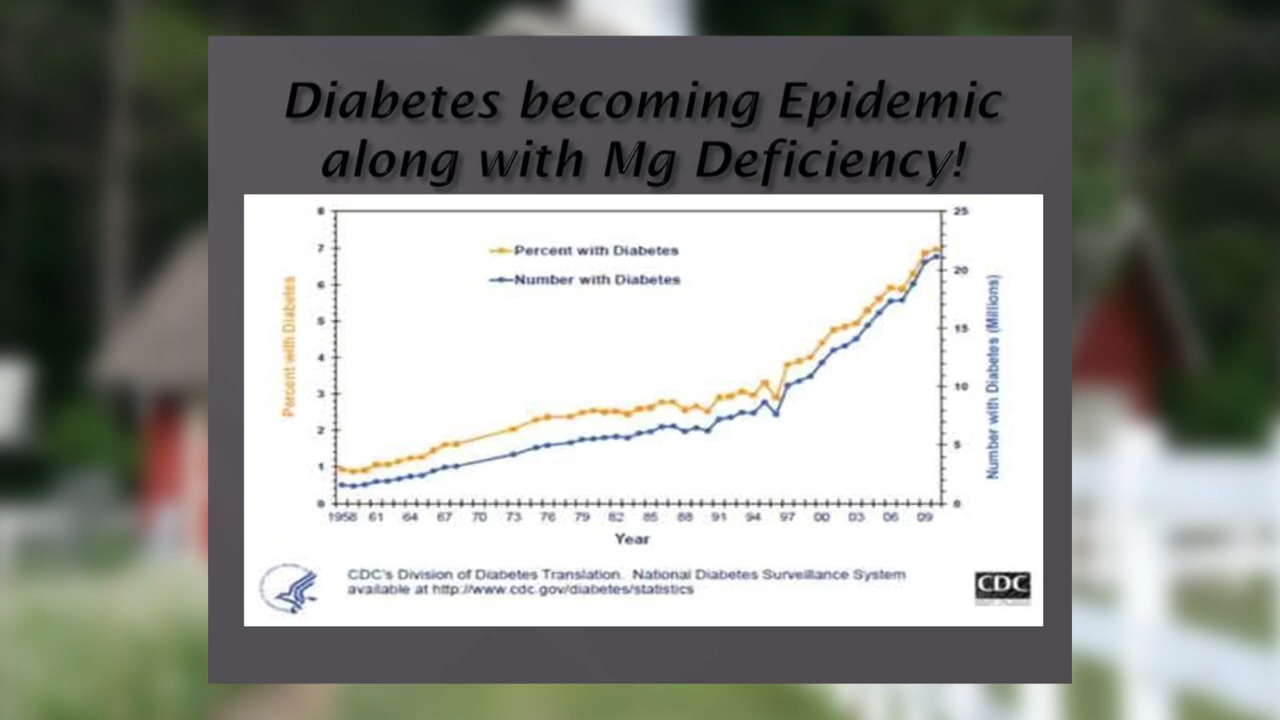 Diabetes becoming Epidemic
along with Mg Deficiency!
8
7
6
5
4
3
2
1
0
Percent with Diabetes
Percent with Diabetes
Number with Diabetes
25
20
15
10
5
0
Number with Diabetes (Millions)
1958 61 64 67 70 73 76 79 82 85 88 91 94 97 00 03 06 09
Year
CDC's Division of Diabetes Translation. National Diabetes Surveillance System
available at http://www.cdc.gov/diabetes/statistics
CDC